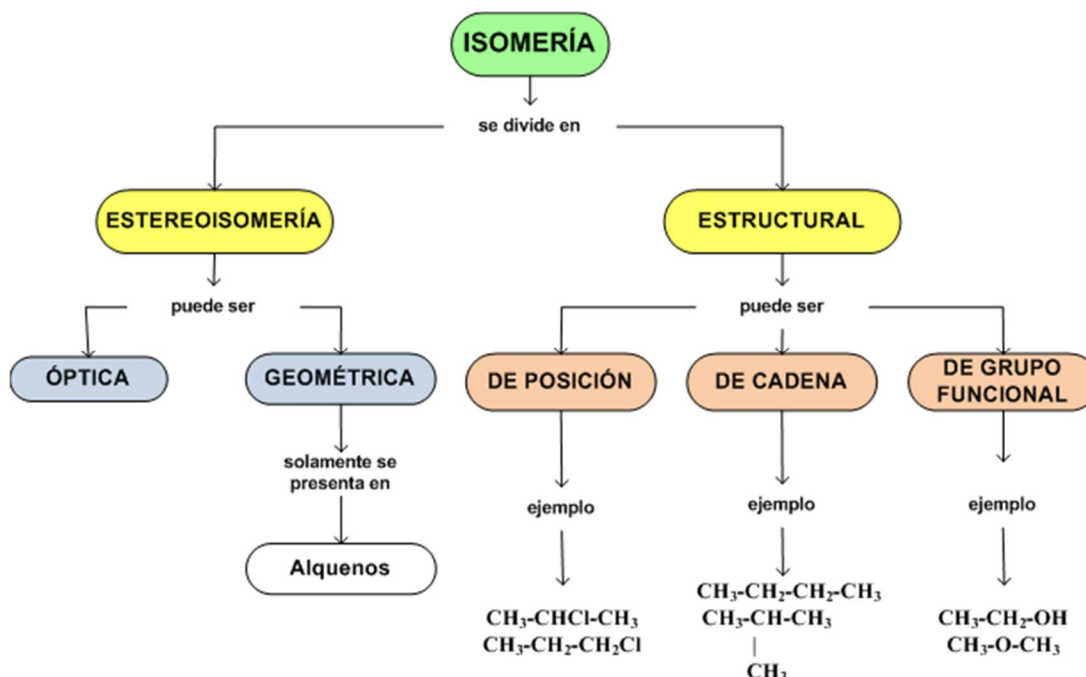 ISOMERÍA
se divide en
ESTEREOISOMERÍA
ESTRUCTURAL
puede ser
puede ser
ÓPTICA
GEOMÉTRICA
DE POSICIÓN
DE CADENA
DE GRUPO
FUNCIONAL
solamente se
presenta en
ejemplo
ejemplo
ejemplo
Alquenos
CH₃-CHCl-CH₃
CH₃-CH₂-CH₂Cl
CH₃-CH₂-CH₂-CH₃
CH₃-CH-CH₃
|
CH₃
CH₃-CH₂-OH
CH₃-O-CH₃